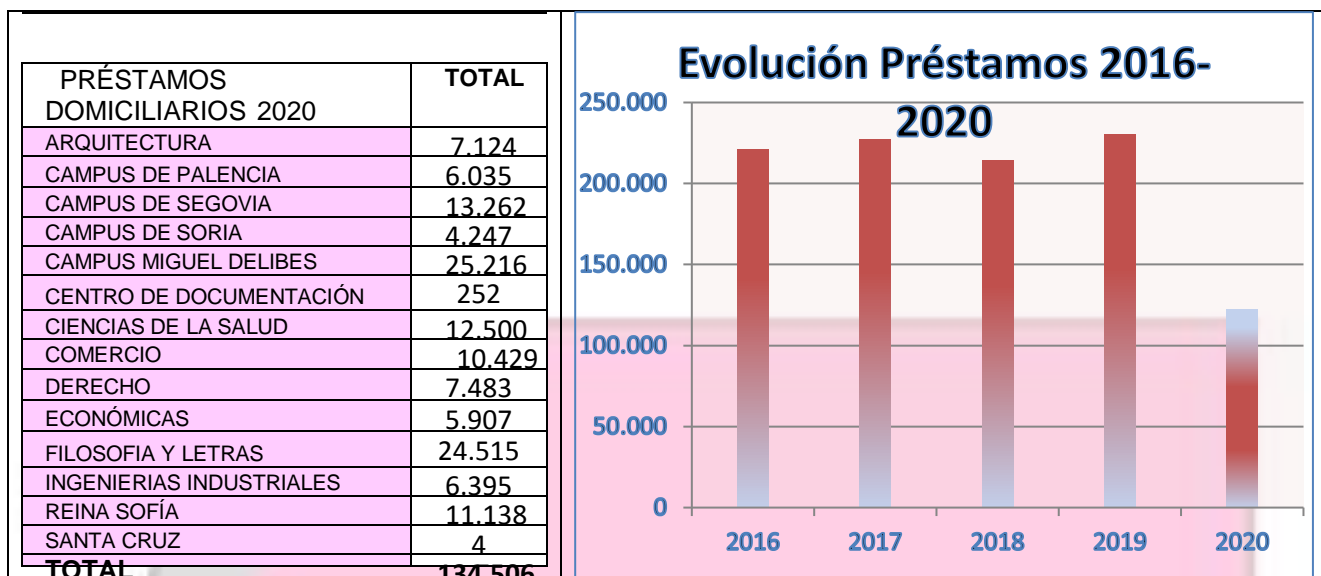 PRÉSTAMOS DOMICILIARIOS 2020 TOTAL
ARQUITECTURA 7.124
CAMPUS DE PALENCIA 6.035
CAMPUS DE SEGOVIA 13.262
CAMPUS DE SORIA 4.247
CAMPUS MIGUEL DELIBES 25.216
CENTRO DE DOCUMENTACIÓN 252
CIENCIAS DE LA SALUD 12.500
COMERCIO 10.429
DERECHO 7.483
ECONÓMICAS 5.907
FILOSOFIA Y LETRAS 24.515
INGENIERIAS INDUSTRIALES 6.395
REINA SOFÍA 11.138
SANTA CRUZ 4
TOTAL 134.506
Evolución Préstamos 2016-
2020
250.000
200.000
150.000
100.000
50.000
0
2016 2017 2018 2019 2020